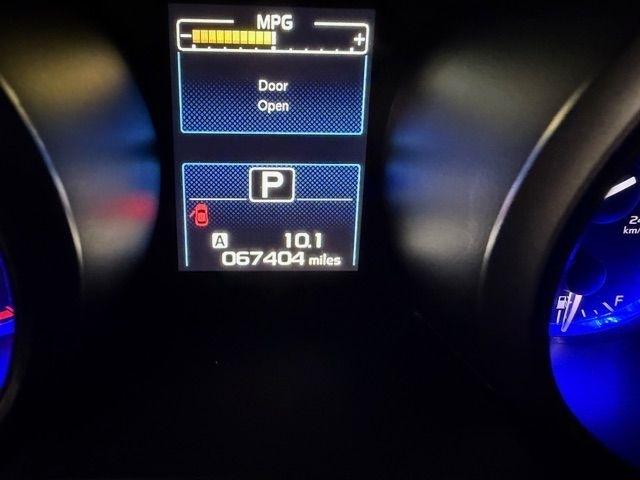 MPG
- +
Door
Open
P
A 10.1
067404 miles
F